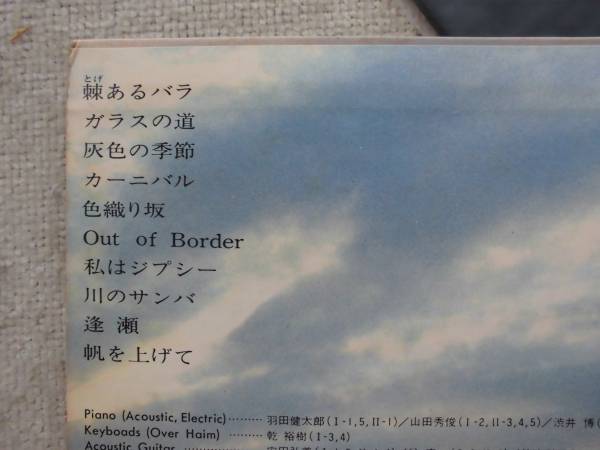 とげ
棘あるバラ
ガラスの道
灰色の季節
カーニバル
色織り坂
Out of Border
私はジプシー
川のサンバ
逢瀬
帆を上げて
Piano (Acoustic, Electric)………羽田健太郎(I-1,5,II-1)／山田秀俊(I-2,II-3,4,5)／渋井 博(
Keyboads (Over Haim) ………乾 裕樹(I-3,4)
Acoustic Guitar